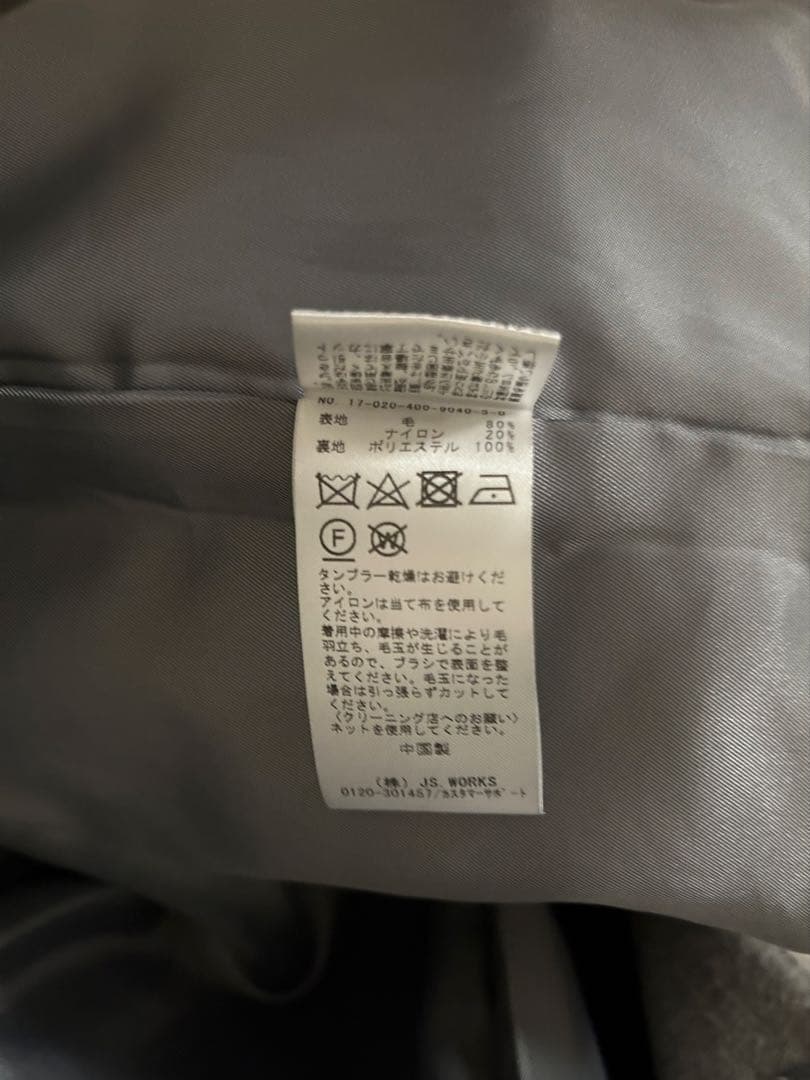 NO. 17-020-400-9040-3-0
表地 毛 80%
ナイロン 20%
裏地 ポリエステル 100%
F
W
タンブラー乾燥はお避けくだ
さい。
アイロンは当て布を使用して
ください。
着用中の摩擦や洗濯により毛
羽立ち、毛玉が生じることが
あるので、ブラシで表面を整
えてください。毛玉になった
場合は引っ張らずカットして
ください。
〈クリーニング店へのお願い〉
ネットを使用してください。
中国製
(株) JS.WORKS
0120-301457/カスタマーサポート